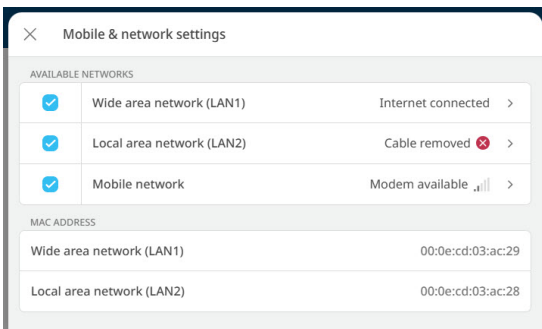 Mobile & network settings
AVAILABLE NETWORKS
Wide area network (LAN1) Internet connected
Local area network (LAN2) Cable removed
Mobile network Modem available
MAC ADDRESS
Wide area network (LAN1) 00:0e:cd:03:ac:29
Local area network (LAN2) 00:0e:cd:03:ac:28